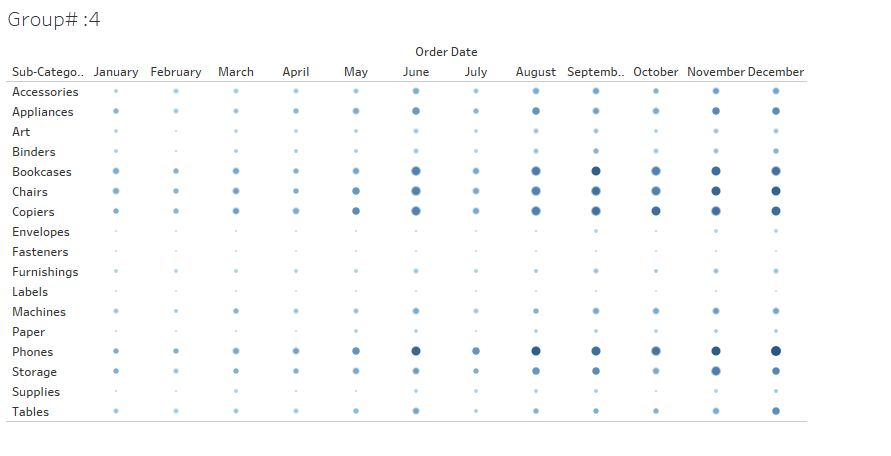 Group# :4
Order Date
Sub-Catego.. January February March April May June July August Septemb.. October November December
Accessories
Appliances
Art
Binders
Bookcases
Chairs
Copiers
Envelopes
Fasteners
Furnishings
Labels
Machines
Paper
Phones
Storage
Supplies
Tables